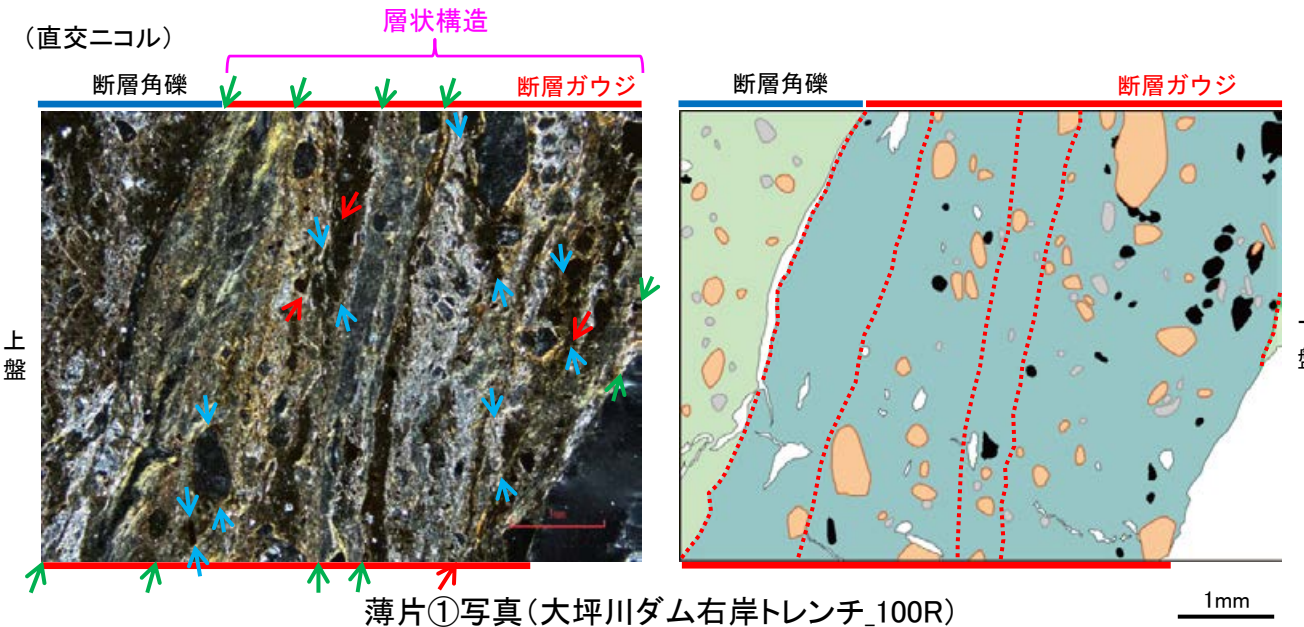 層状構造
(直交ニコル)
断層角礫
断層ガウジ
断層角礫
断層ガウジ
上
盤
薄片①写真(大坪川ダム右岸トレンチ_100R)
1mm